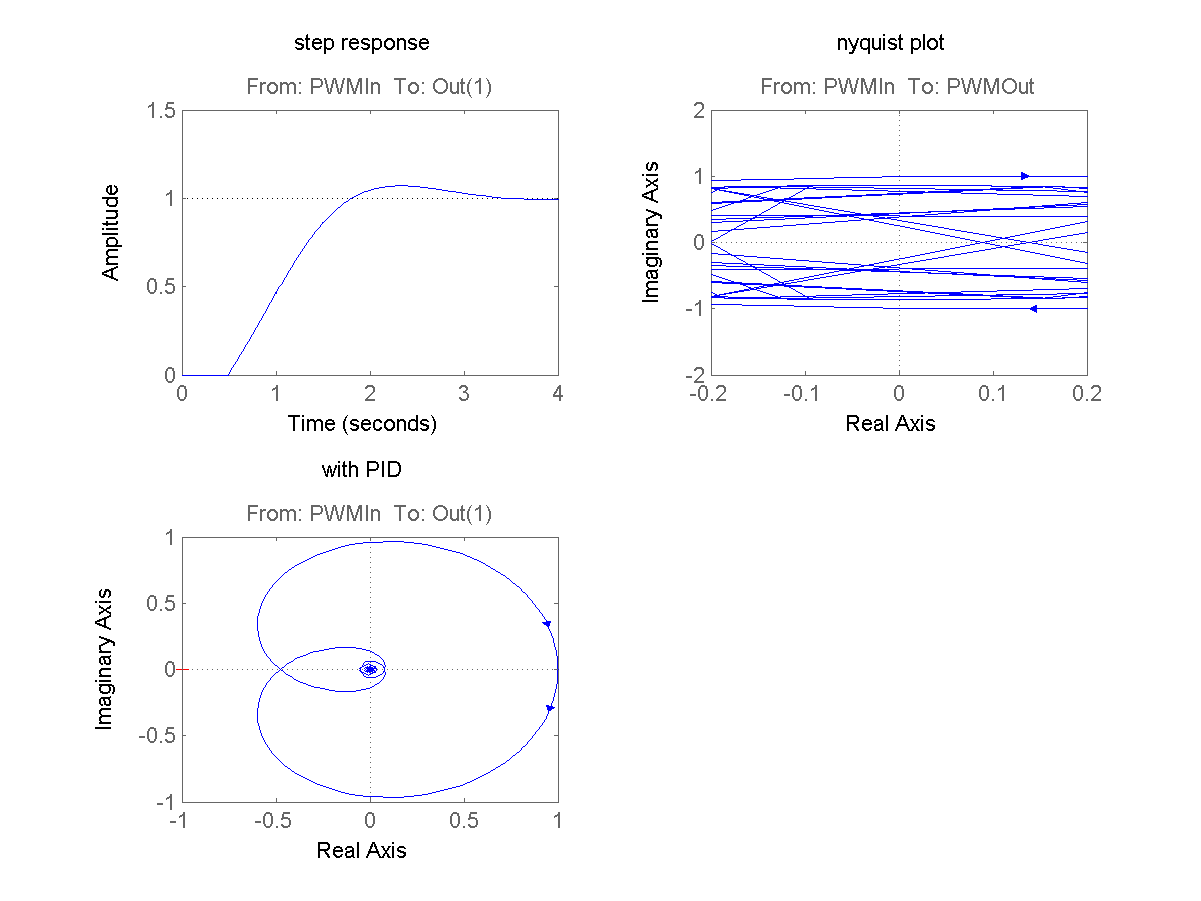 step response
From: PWMIn  To: Out(1)
1.5
1
0.5
0
Amplitude
0 1 2 3 4
Time (seconds)
nyquist plot
From: PWMIn  To: PWMOut
2
1
0
-1
-2
Imaginary Axis
-0.2 -0.1 0 0.1 0.2
Real Axis
with PID
From: PWMIn  To: Out(1)
1
0.5
0
-0.5
-1
Imaginary Axis
-1 -0.5 0 0.5 1
Real Axis